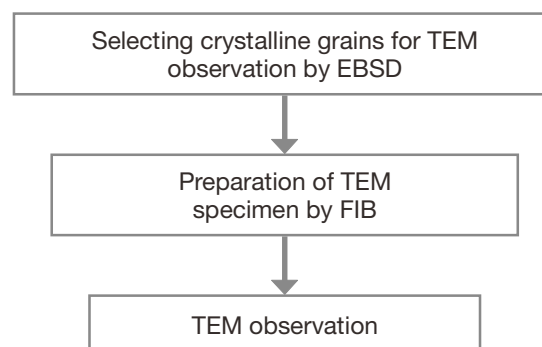 Selecting crystalline grains for TEM
observation by EBSD
Preparation of TEM
specimen by FIB
TEM observation